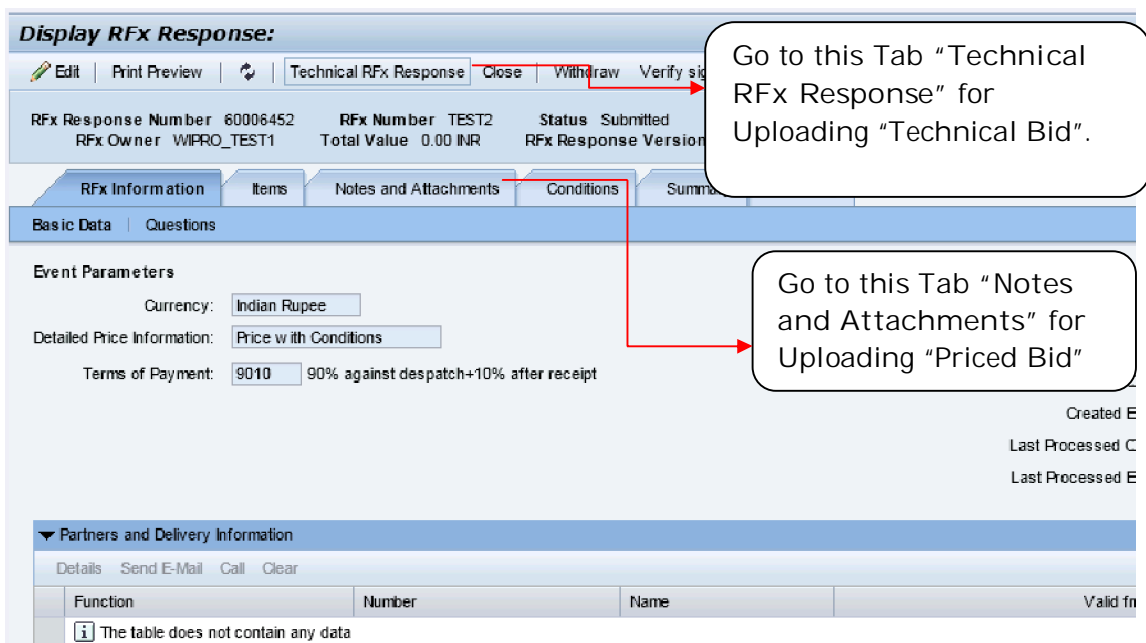 Display RFx Response:
Edit | Print Preview | Technical RFx Response Close | Withdraw Verify
RFx Response Number 60006452 RFx Number TEST2 Status Submitted
RFx Owner WIPRO_TEST1 Total Value 0.00 INR RFx Response Version
Go to this Tab “Technical
RFx Response” for
Uploading “Technical Bid”.
RFx Information Items Notes and Attachments Conditions
Basic Data | Questions
Event Parameters
Currency: Indian Rupee
Detailed Price Information: Price with Conditions
Terms of Payment: 9010 90% against despatch+10% after receipt
Go to this Tab “Notes
and Attachments” for
Uploading “Priced Bid”
Created
Last Processed
Last Processed
Partners and Delivery Information
Details Send E-Mail Call Clear
Function Number Name Valid
The table does not contain any data